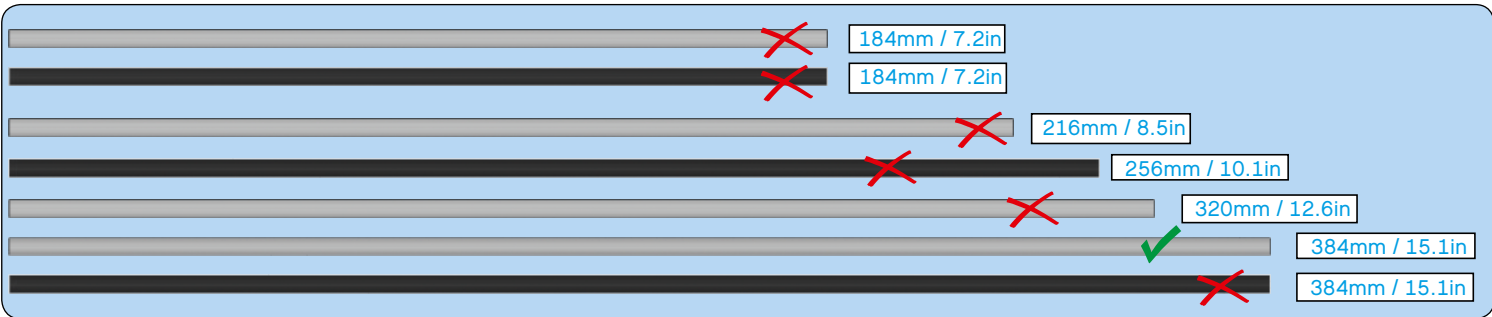 184mm / 7.2in
184mm / 7.2in
216mm / 8.5in
256mm / 10.1in
320mm / 12.6in
384mm / 15.1in
384mm / 15.1in